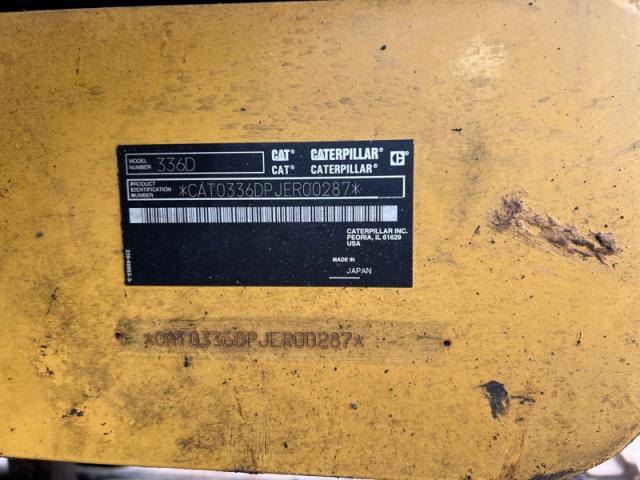 MODEL NUMBER 336D
CAT® CATERPILLAR® C
CAT® CATERPILLAR®
PRODUCT IDENTIFICATION NUMBER *CAT0336DPJER00287*
CATERPILLAR INC.
PEORIA, IL 61629
USA
MADE IN
JAPAN
*CAT0336DPJER00287*